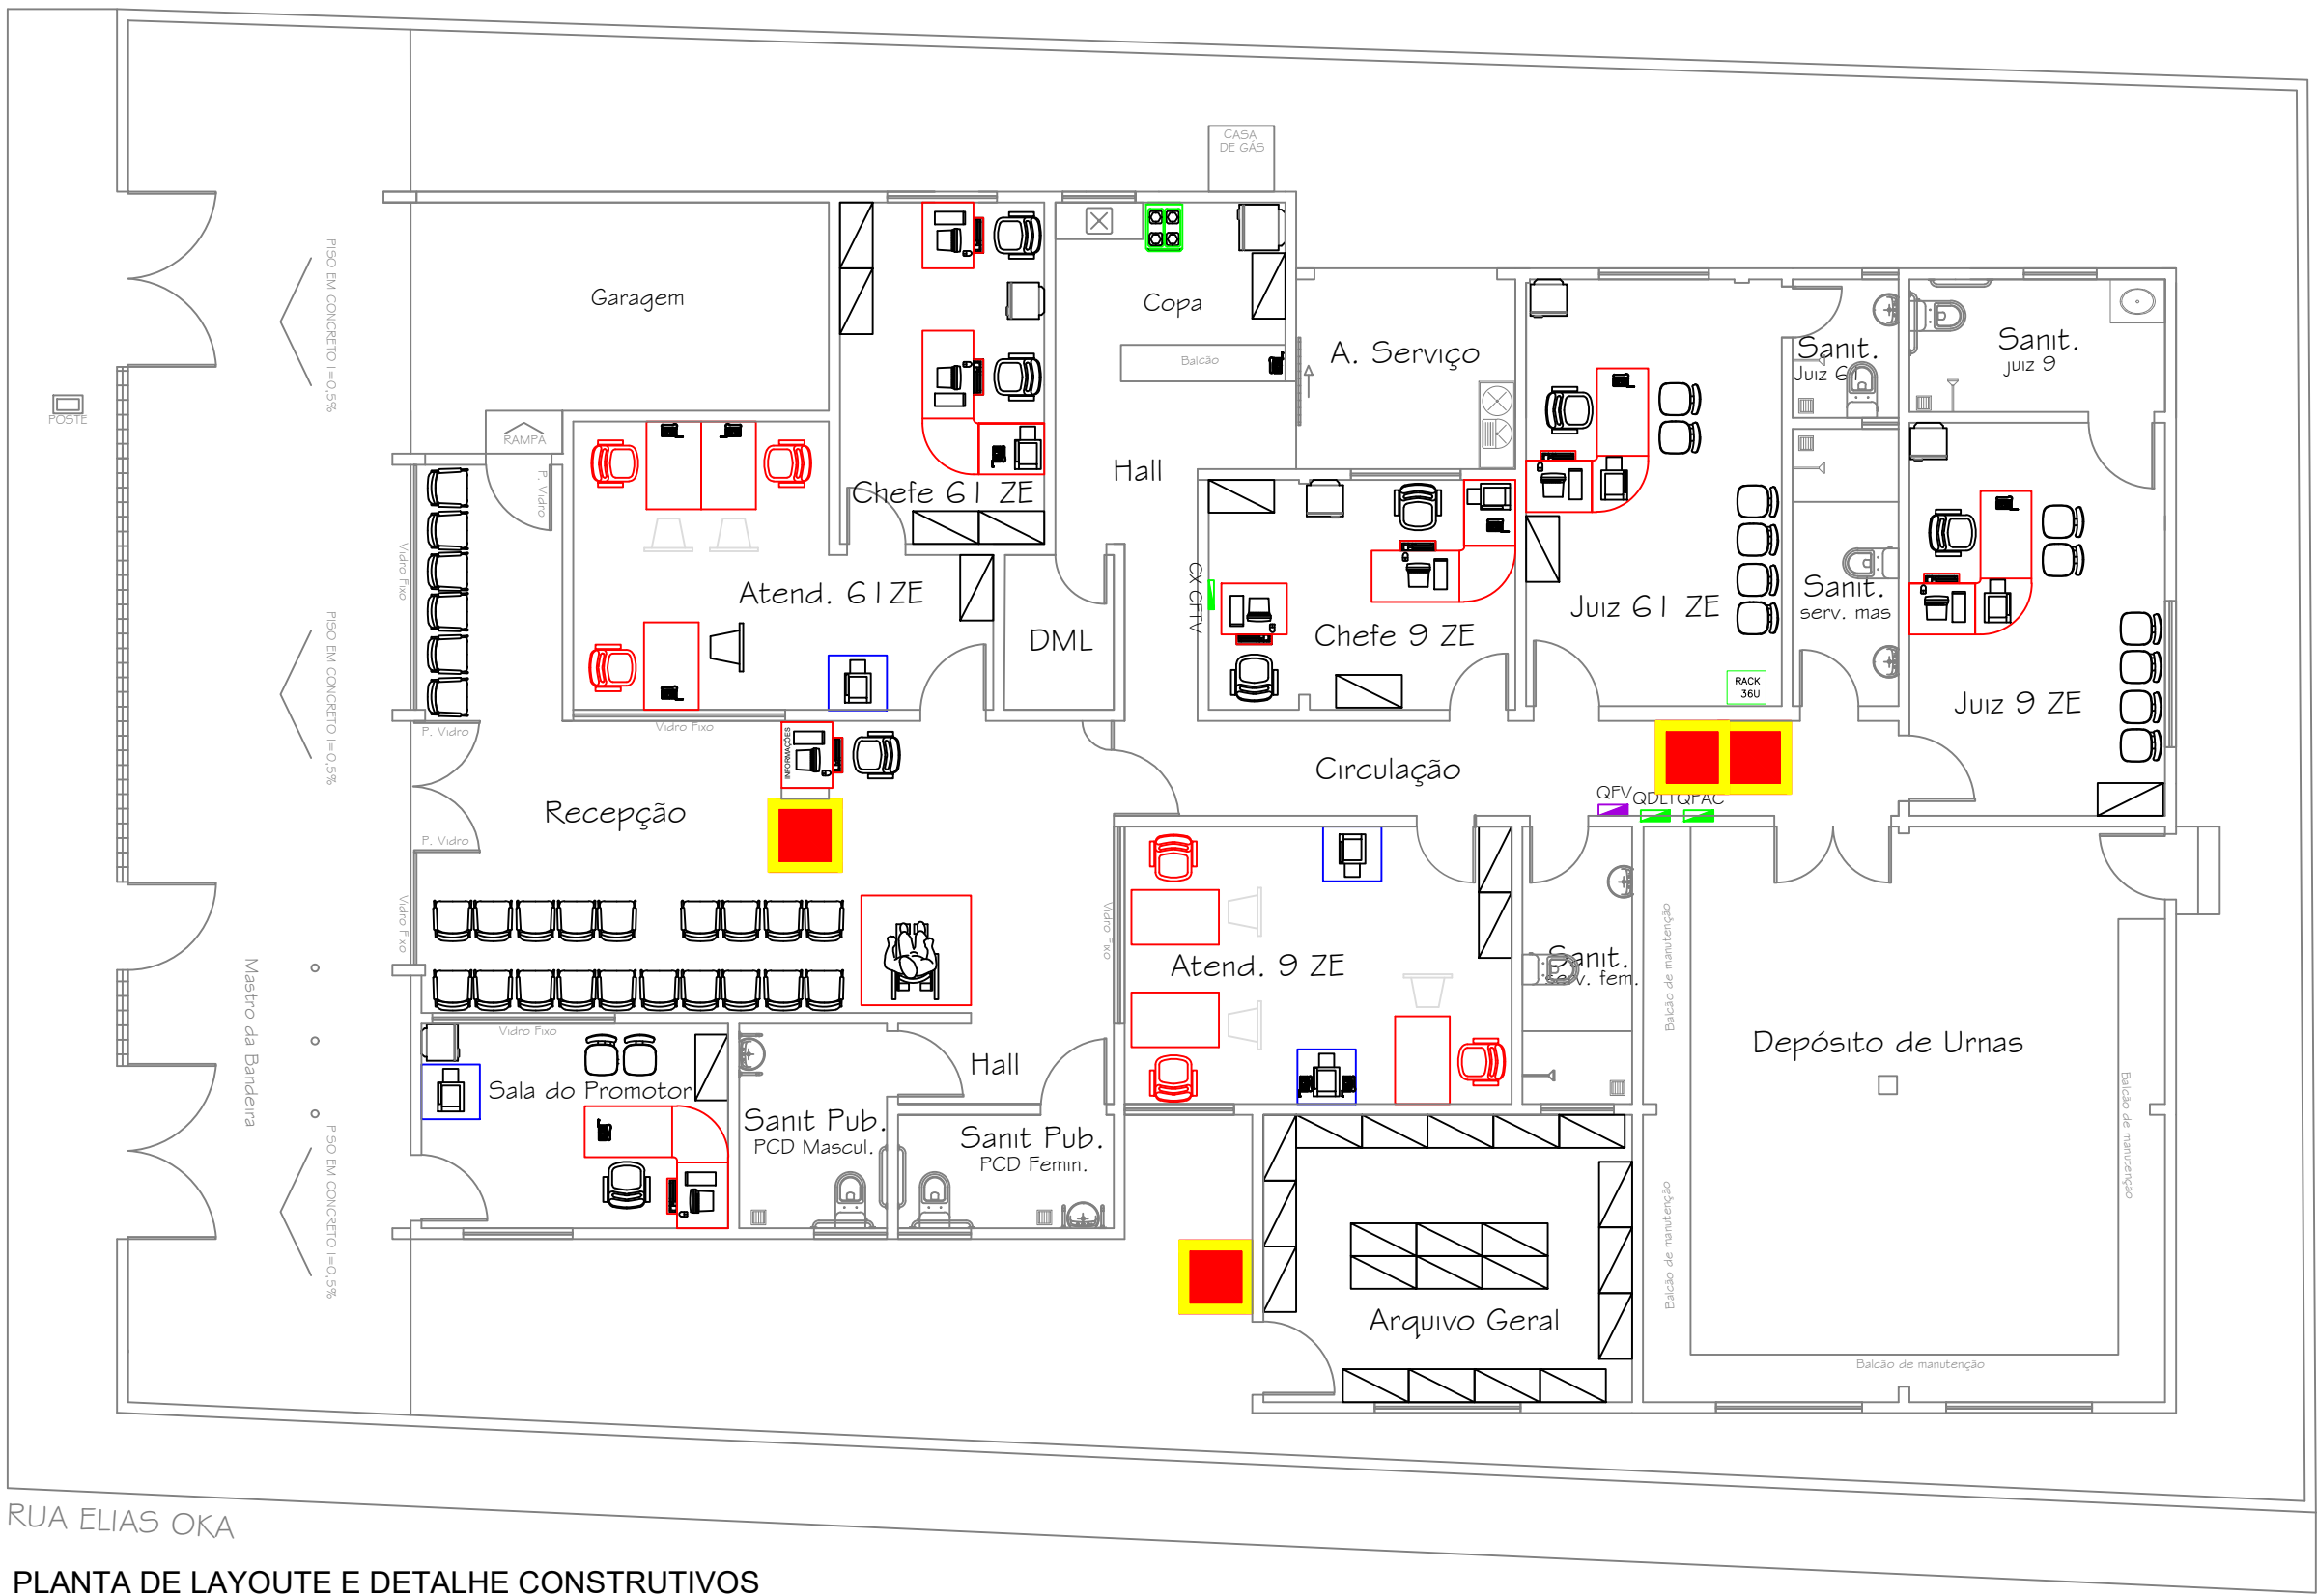 CASA
DE GÁS
PISO EM CONCRETO I=0,5%
Garagem
Copa
Balcão
A. Serviço
Sanit.
Juiz 61
Sanit.
juiz 9
POSTE
RAMPA
P. Vidro
Hall
Chefe 61 ZE
Vidro Fixo
Atend. 61ZE
DML
CX CFTV
Chefe 9 ZE
Juiz 61 ZE
Sanit.
serv. mas
PISO EM CONCRETO I=0,5%
RACK
36U
Juiz 9 ZE
P. Vidro
Vidro Fixo
INFORMAÇÕES
Circulação
Recepção
QFV
QDLT
QFAC
P. Vidro
Vidro Fixo
Vidro Fixo
Balcão de manutenção
Atend. 9 ZE
Sanit.
serv. fem.
Mastro da Bandeira
Vidro Fixo
Depósito de Urnas
Hall
Sala do Promotor
Sanit Pub.
PCD Mascul.
Sanit Pub.
PCD Femin.
Balcão de manutenção
PISO EM CONCRETO I=0,5%
Balcão de manutenção
Arquivo Geral
Balcão de manutenção
RUA ELIAS OKA
PLANTA DE LAYOUTE E DETALHE CONSTRUTIVOS